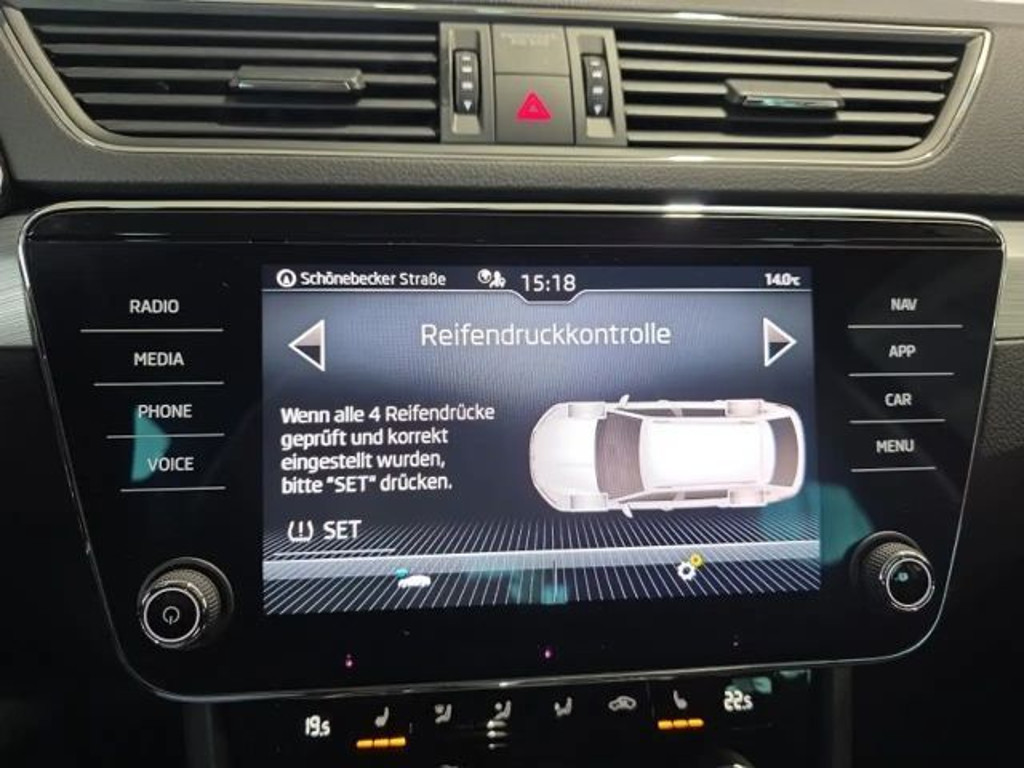 Schönebecker Straße
15:18
14.0°C
RADIO
MEDIA
PHONE
VOICE
Reifendruckkontrolle
Wenn alle 4 Reifendrücke
geprüft und korrekt
eingestellt wurden,
bitte "SET" drücken.
SET
NAV
APP
CAR
MENU
19.5
22.5